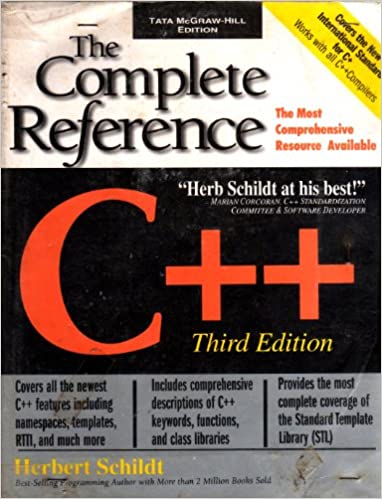 TATA McGRAW-HILL
EDITION
Covers the New
International Standard
for C++
Works with all C++Compilers
The
Complete
Reference
The Most
Comprehensive
Resource Available
“Herb Schildt at his best!”
- MARIAN CORCORAN, C++ STANDARDIZATION
COMMITTEE & SOFTWARE DEVELOPER
C++
Third Edition
Covers all the newest
C++ features including
namespaces, templates,
RTTI, and much more
Includes comprehensive
descriptions of C++
keywords, functions,
and class libraries
Provides the most
complete coverage of
the Standard Template
Library (STL)
Herbert Schildt
Best-Selling Programming Author with More than 2 Million Books Sold